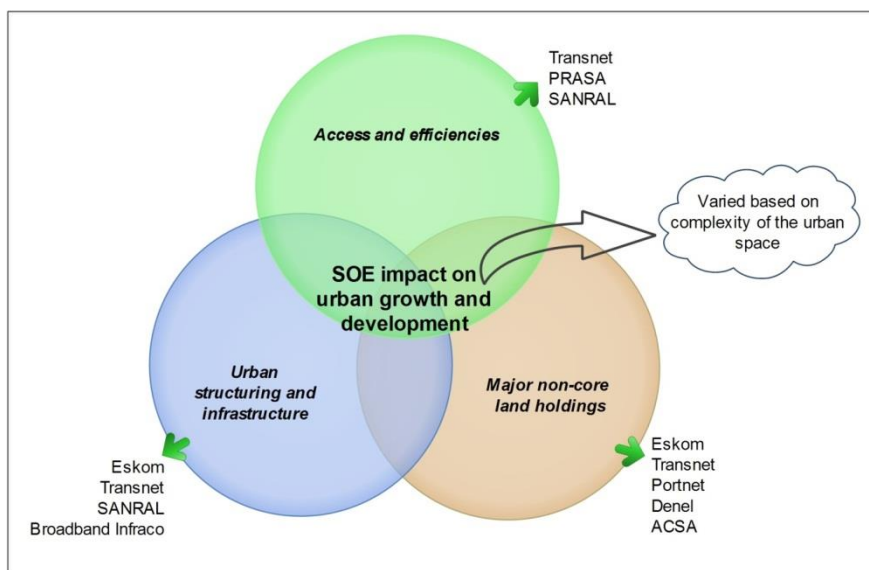 Transnet
PRASA
SANRAL
Access and efficiencies
Varied based on
complexity of the urban
space
SOE impact on
urban growth and
development
Urban
structuring and
infrastructure
Major non-core
land holdings
Eskom
Transnet
SANRAL
Broadband Infraco
Eskom
Transnet
Portnet
Denel
ACSA